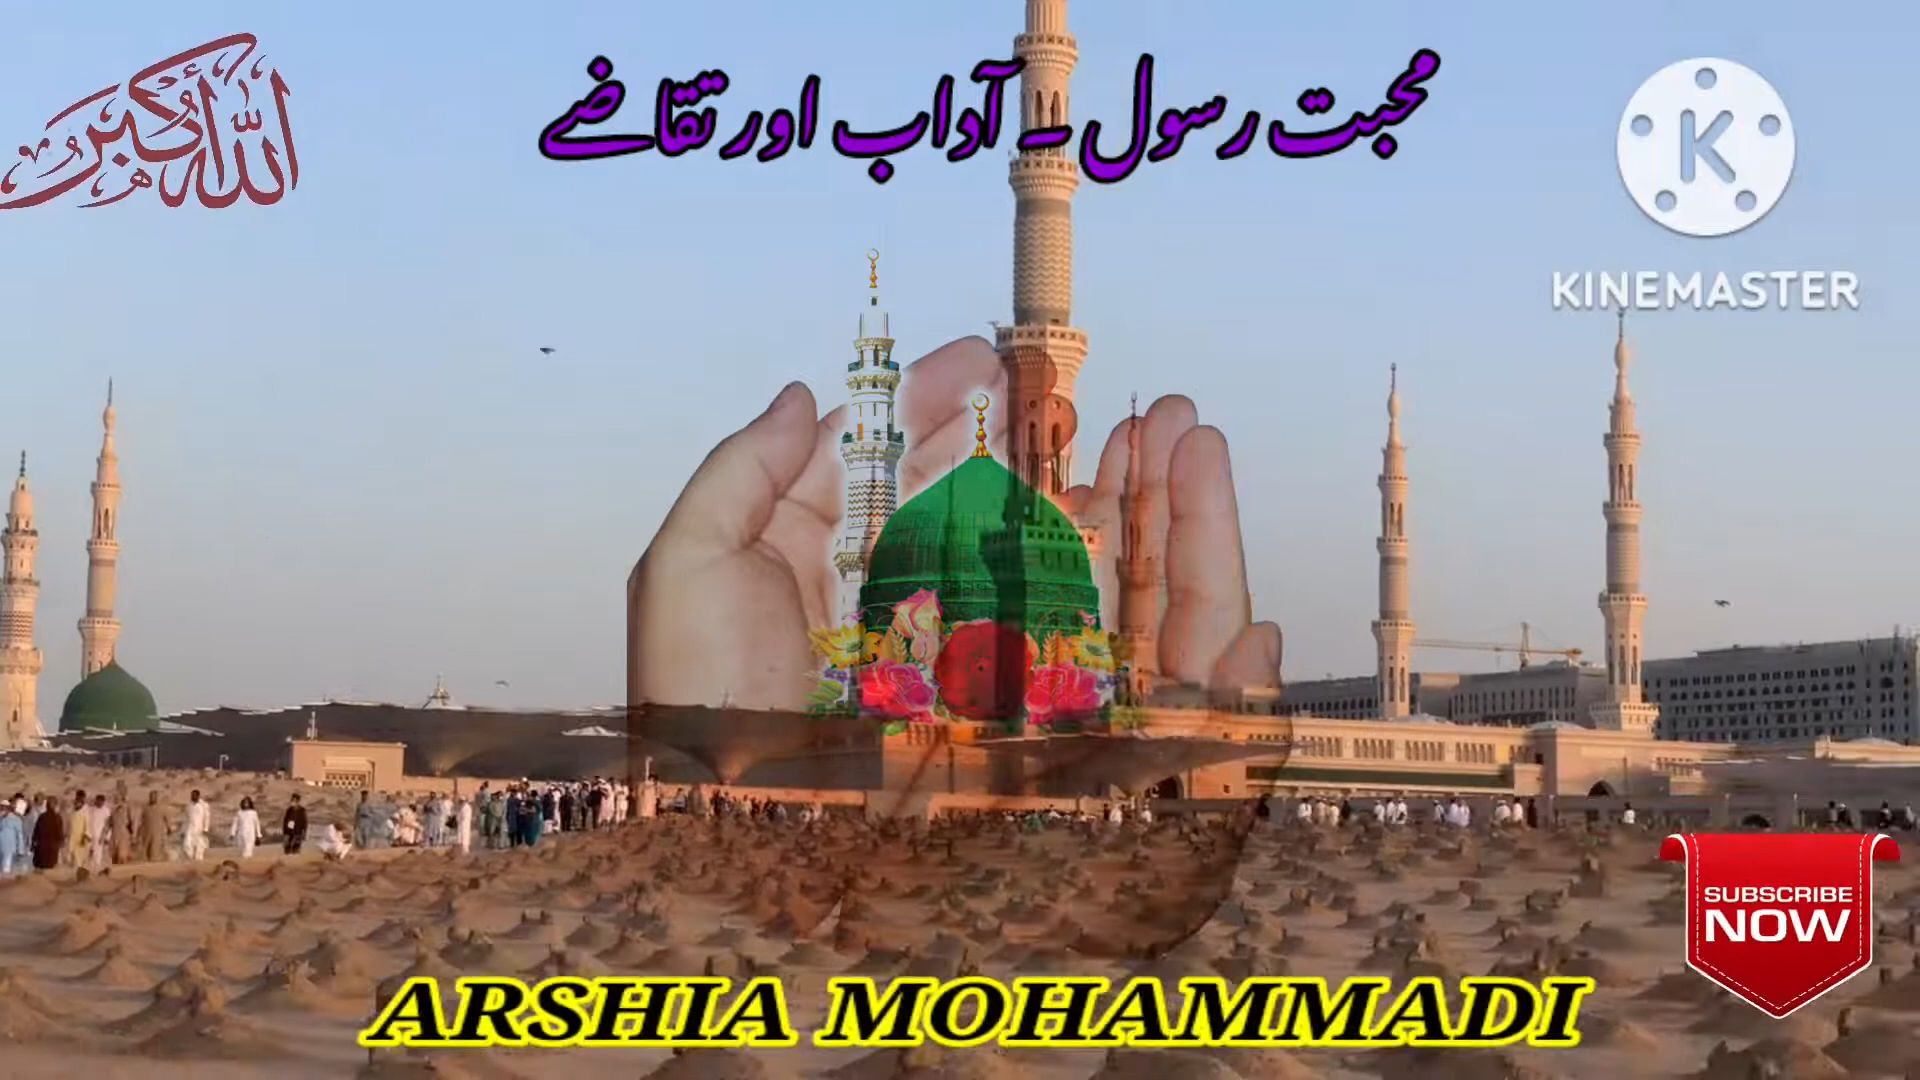 الله أكبر
محبت رسول ۔ آداب اور تقاضے
K
KINEMASTER
SUBSCRIBE
NOW
ARSHIA MOHAMMADI